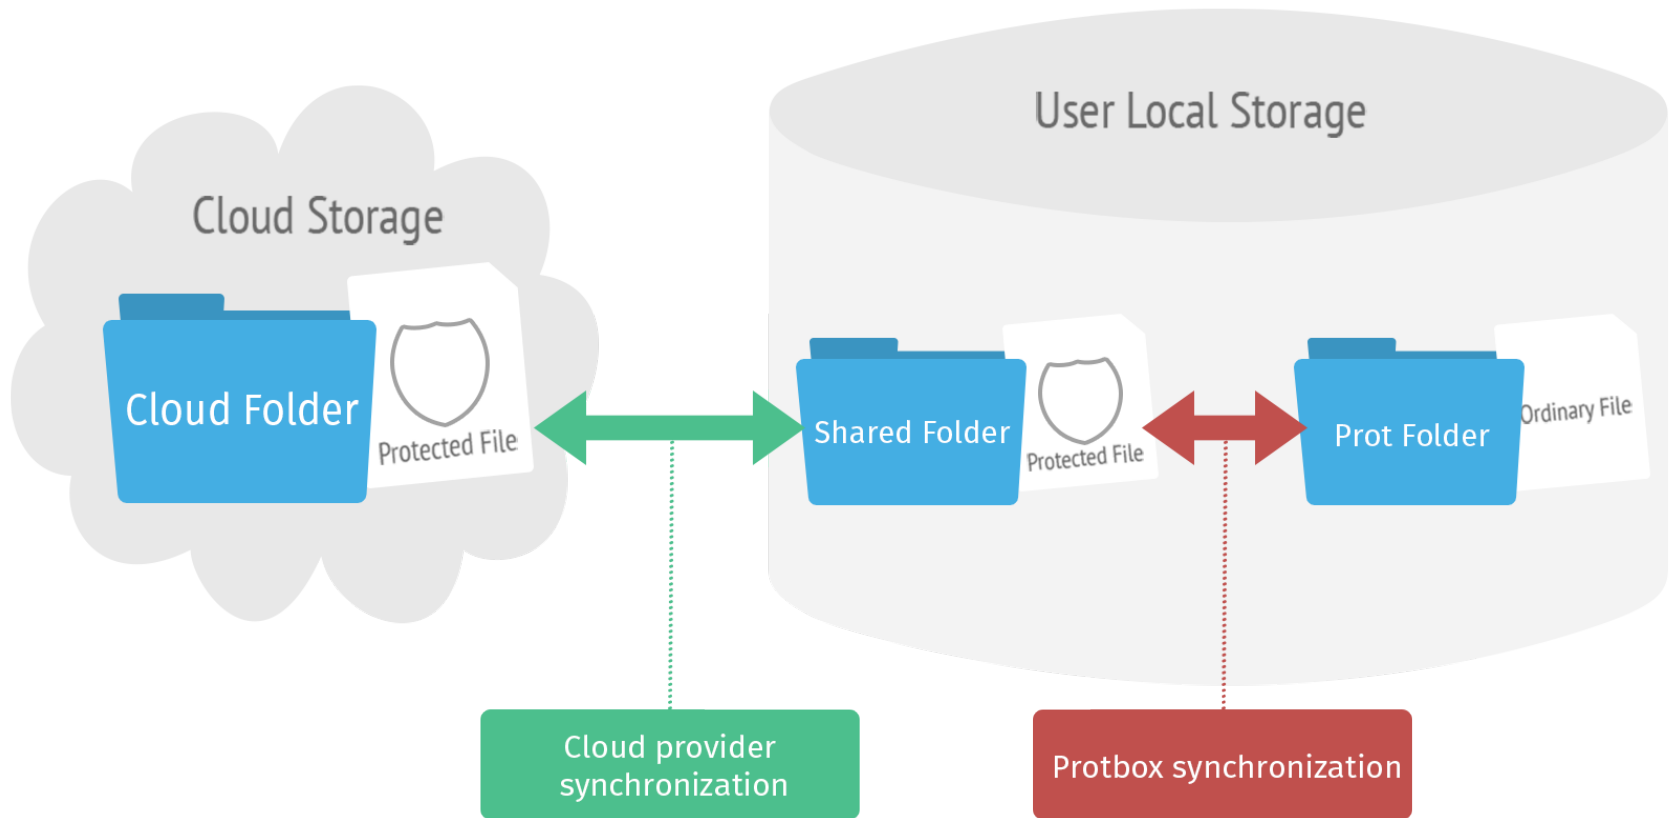 User Local Storage
Cloud Storage
Cloud Folder
Protected File
Shared Folder
Protected File
Prot Folder
Ordinary File
Cloud provider
synchronization
Protbox synchronization